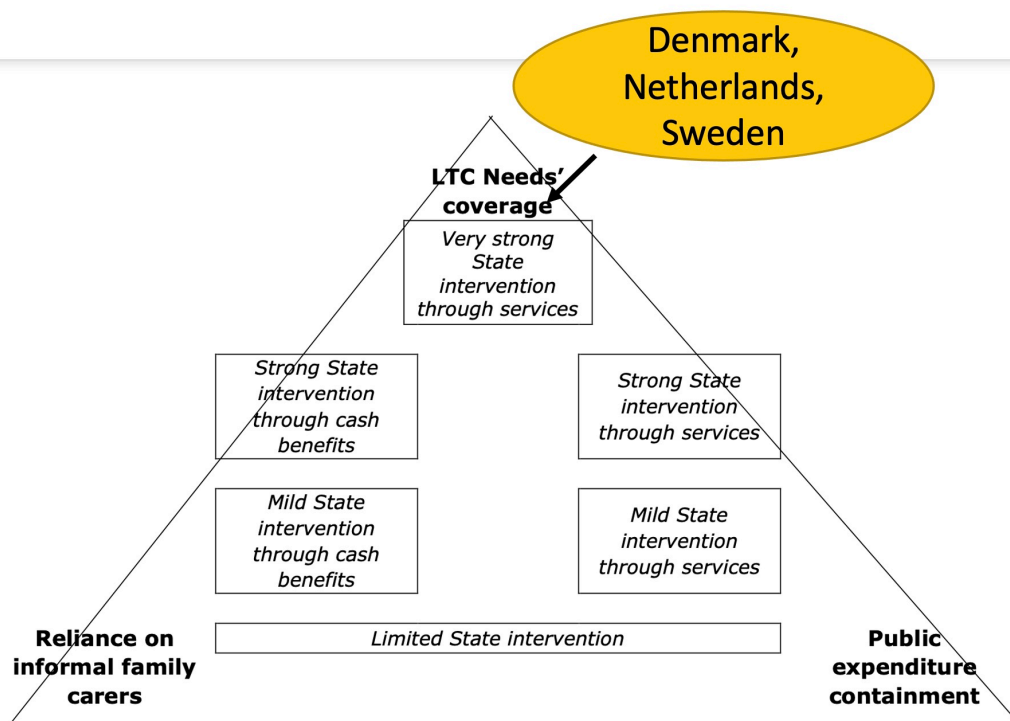 Denmark,
Netherlands,
Sweden
LTC Needs’
coverage
Very strong
State
intervention
through services
Strong State
intervention
through cash
benefits
Strong State
intervention
through services
Mild State
intervention
through cash
benefits
Mild State
intervention
through services
Reliance on
informal family
carers
Limited State intervention
Public
expenditure
containment